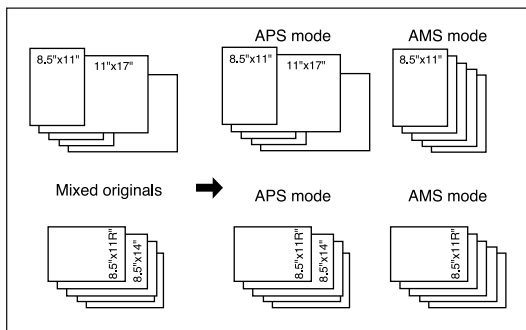 APS mode
AMS mode
8.5"x11"
11"x17"
8.5"x11"
11"x17"
8.5"x11"
Mixed originals
APS mode
AMS mode
8.5"x11R"
8.5"x14"
8.5"x11R"
8.5"x14"
8.5"x11R"